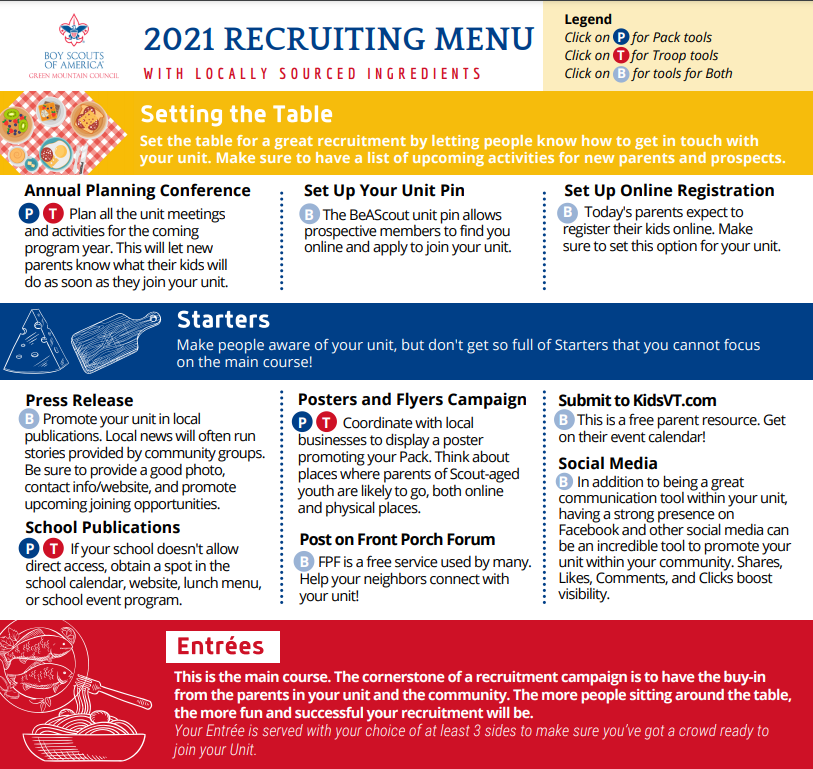 BOY SCOUTS
OF AMERICA®
GREEN MOUNTAIN COUNCIL
2021 RECRUITING MENU
WITH LOCALLY SOURCED INGREDIENTS
Legend
Click on P for Pack tools
Click on T for Troop tools
Click on B for tools for Both
Setting the Table
Set the table for a great recruitment by letting people know how to get in touch with
your unit. Make sure to have a list of upcoming activities for new parents and prospects.
Annual Planning Conference
P T Plan all the unit meetings
and activities for the coming
program year. This will let new
parents know what their kids will
do as soon as they join your unit.
Set Up Your Unit Pin
B The BeAScout unit pin allows
prospective members to find you
online and apply to join your unit.
Set Up Online Registration
B Today's parents expect to
register their kids online. Make
sure to set this option for your unit.
Starters
Make people aware of your unit, but don't get so full of Starters that you cannot focus
on the main course!
Press Release
B Promote your unit in local
publications. Local news will often run
stories provided by community groups.
Be sure to provide a good photo,
contact info/website, and promote
upcoming joining opportunities.
School Publications
P T If your school doesn't allow
direct access, obtain a spot in the
school calendar, website, lunch menu,
or school event program.
Posters and Flyers Campaign
P T Coordinate with local
businesses to display a poster
promoting your Pack. Think about
places where parents of Scout-aged
youth are likely to go, both online
and physical places.
Post on Front Porch Forum
B FPF is a free service used by many.
Help your neighbors connect with
your unit!
Submit to KidsVT.com
B This is a free parent resource. Get
on their event calendar!
Social Media
B In addition to being a great
communication tool within your unit,
having a strong presence on
Facebook and other social media can
be an incredible tool to promote your
unit within your community. Shares,
Likes, Comments, and Clicks boost
visibility.
Entrées
This is the main course. The cornerstone of a recruitment campaign is to have the buy-in
from the parents in your unit and the community. The more people sitting around the table,
the more fun and successful your recruitment will be.
Your Entrée is served with your choice of at least 3 sides to make sure you've got a crowd ready to
join your Unit.